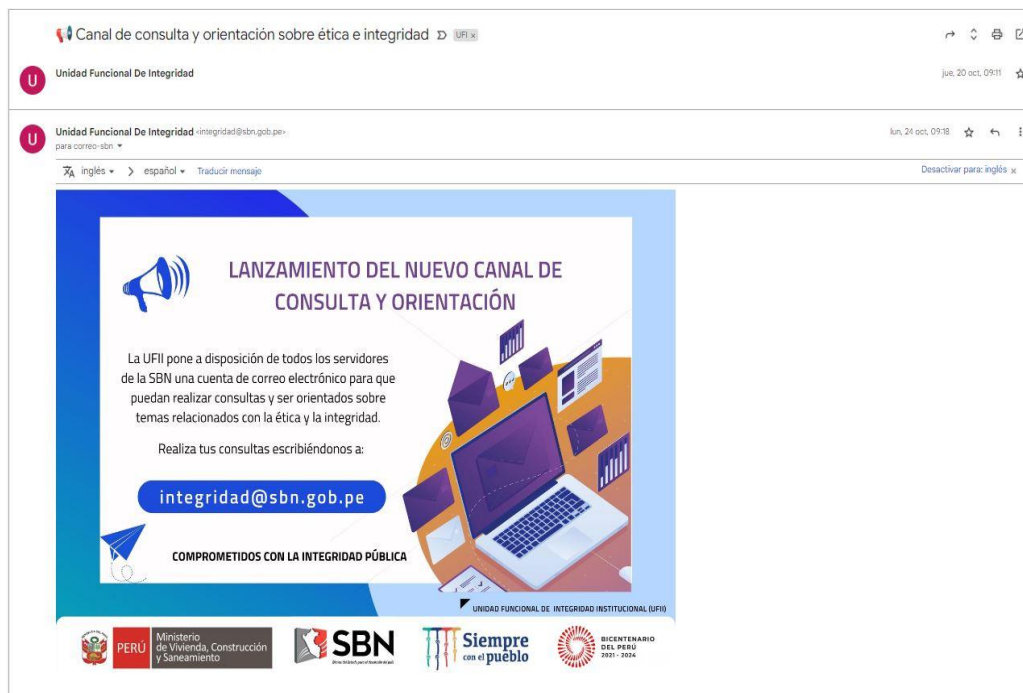 Canal de consulta y orientación sobre ética e integridad UFI x
Unidad Funcional De Integridad
jue, 20 oct, 09:11
U
Unidad Funcional De Integridad <integridad@sbn.gob.pe>
lun, 24 oct, 09:18
U
para correo-sbn
inglés > español Traducir mensaje
Desactivar para: inglés x
LANZAMIENTO DEL NUEVO CANAL DE
CONSULTA Y ORIENTACIÓN
La UFII pone a disposición de todos los servidores
de la SBN una cuenta de correo electrónico para que
puedan realizar consultas y ser orientados sobre
temas relacionados con la ética y la integridad.
Realiza tus consultas escribiéndonos a:
integridad@sbn.gob.pe
COMPROMETIDOS CON LA INTEGRIDAD PÚBLICA
UNIDAD FUNCIONAL DE INTEGRIDAD INSTITUCIONAL (UFII)
PERÚ
Ministerio
de Vivienda, Construcción
y Saneamiento
SBN
Siempre
con el pueblo
BICENTENARIO
DEL PERÚ
2021 - 2024